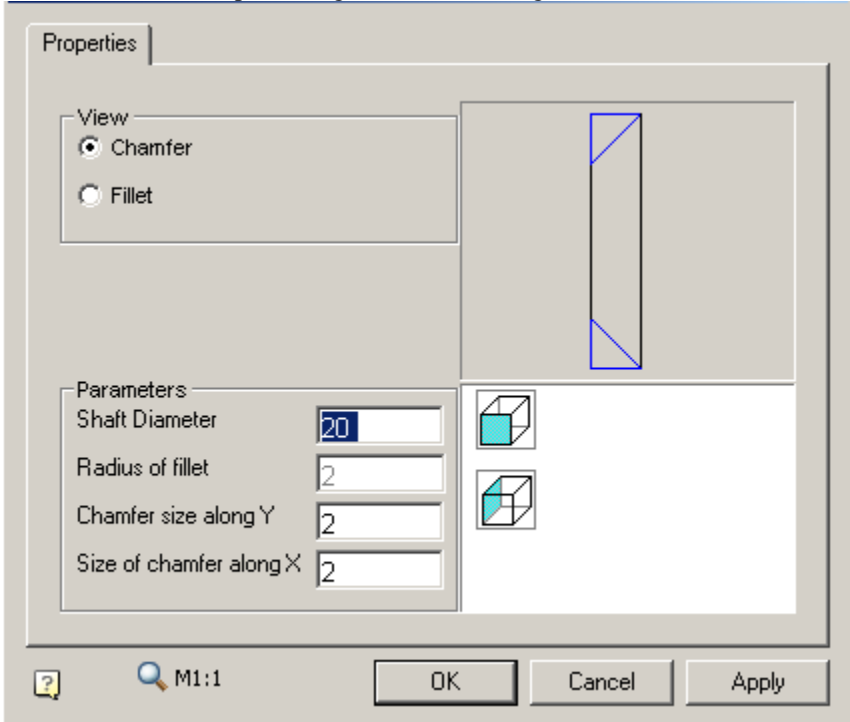 Properties
View
Chamfer
Fillet
Parameters
Shaft Diameter 20
Radius of fillet 2
Chamfer size along Y 2
Size of chamfer along X 2
? M1:1 OK Cancel Apply